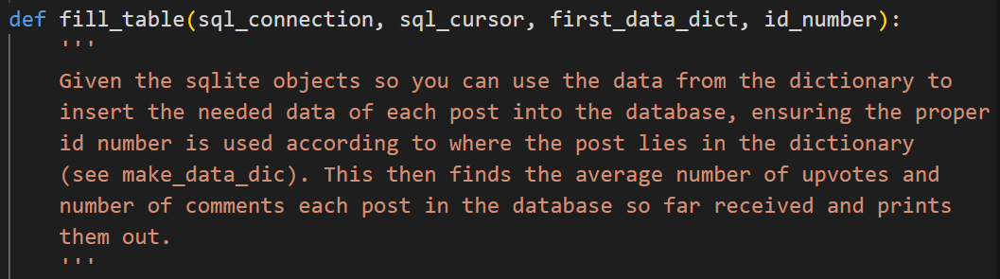 def fill_table(sql_connection, sql_cursor, first_data_dict, id_number):
'''
Given the sqlite objects so you can use the data from the dictionary to
insert the needed data of each post into the database, ensuring the proper
id number is used according to where the post lies in the dictionary
(see make_data_dic). This then finds the average number of upvotes and
number of comments each post in the database so far received and prints
them out.
'''